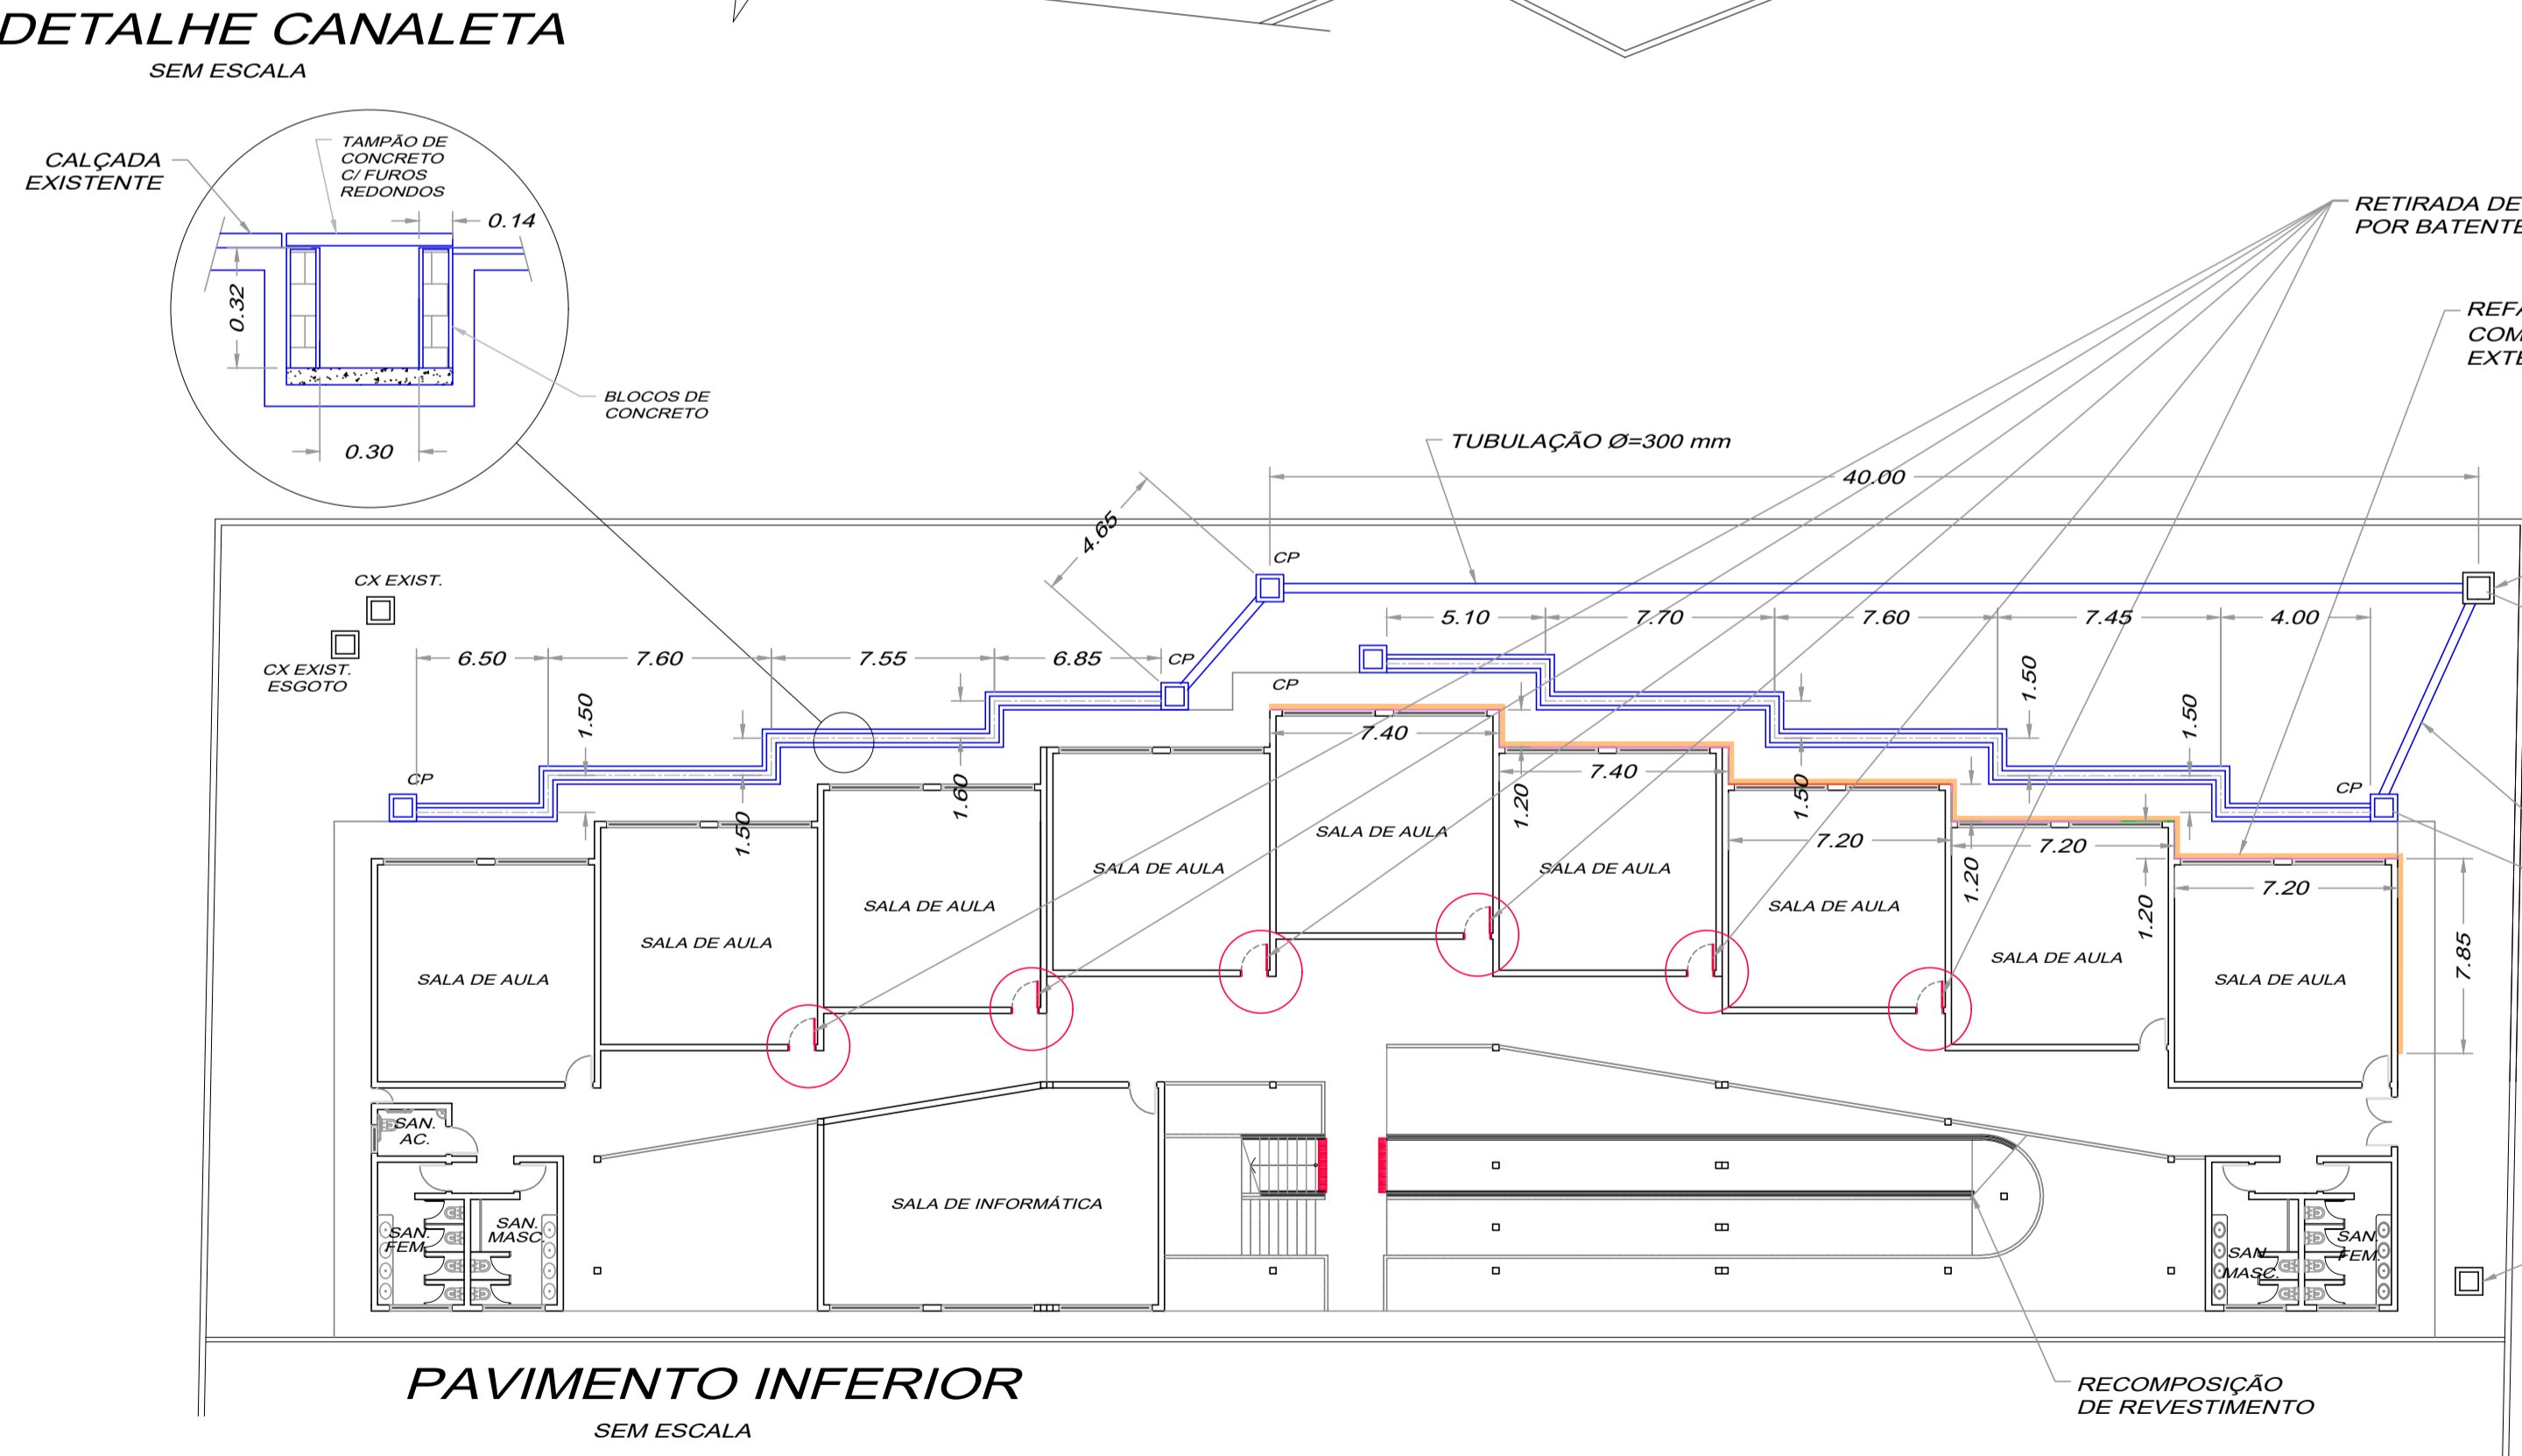 DETALHE CANALETA
SEM ESCALA
CALÇADA
EXISTENTE
TAMPÃO DE
CONCRETO
C/ FUROS
REDONDOS
0.14
0.32
0.30
BLOCOS DE
CONCRETO
RETIRADA DE
POR BATENTE
TUBULAÇÃO Ø=300 mm
40.00
4.65
CP
CX EXIST.
CX EXIST.
ESGOTO
6.50
7.60
7.55
6.85
CP
5.10
7.70
7.60
7.45
4.00
CP
1.50
1.50
1.60
1.50
1.50
1.50
CP
CP
7.40
7.40
7.20
7.20
7.20
1.20
1.20
1.20
7.85
SALA DE AULA
SALA DE AULA
SALA DE AULA
SALA DE AULA
SALA DE AULA
SALA DE AULA
SALA DE AULA
SALA DE AULA
SALA DE AULA
SAN.
AC.
SAN.
FEM.
SAN.
MASC.
SALA DE INFORMÁTICA
SAN.
MASC.
SAN.
FEM.
RECOMPOSIÇÃO
DE REVESTIMENTO
PAVIMENTO INFERIOR
SEM ESCALA